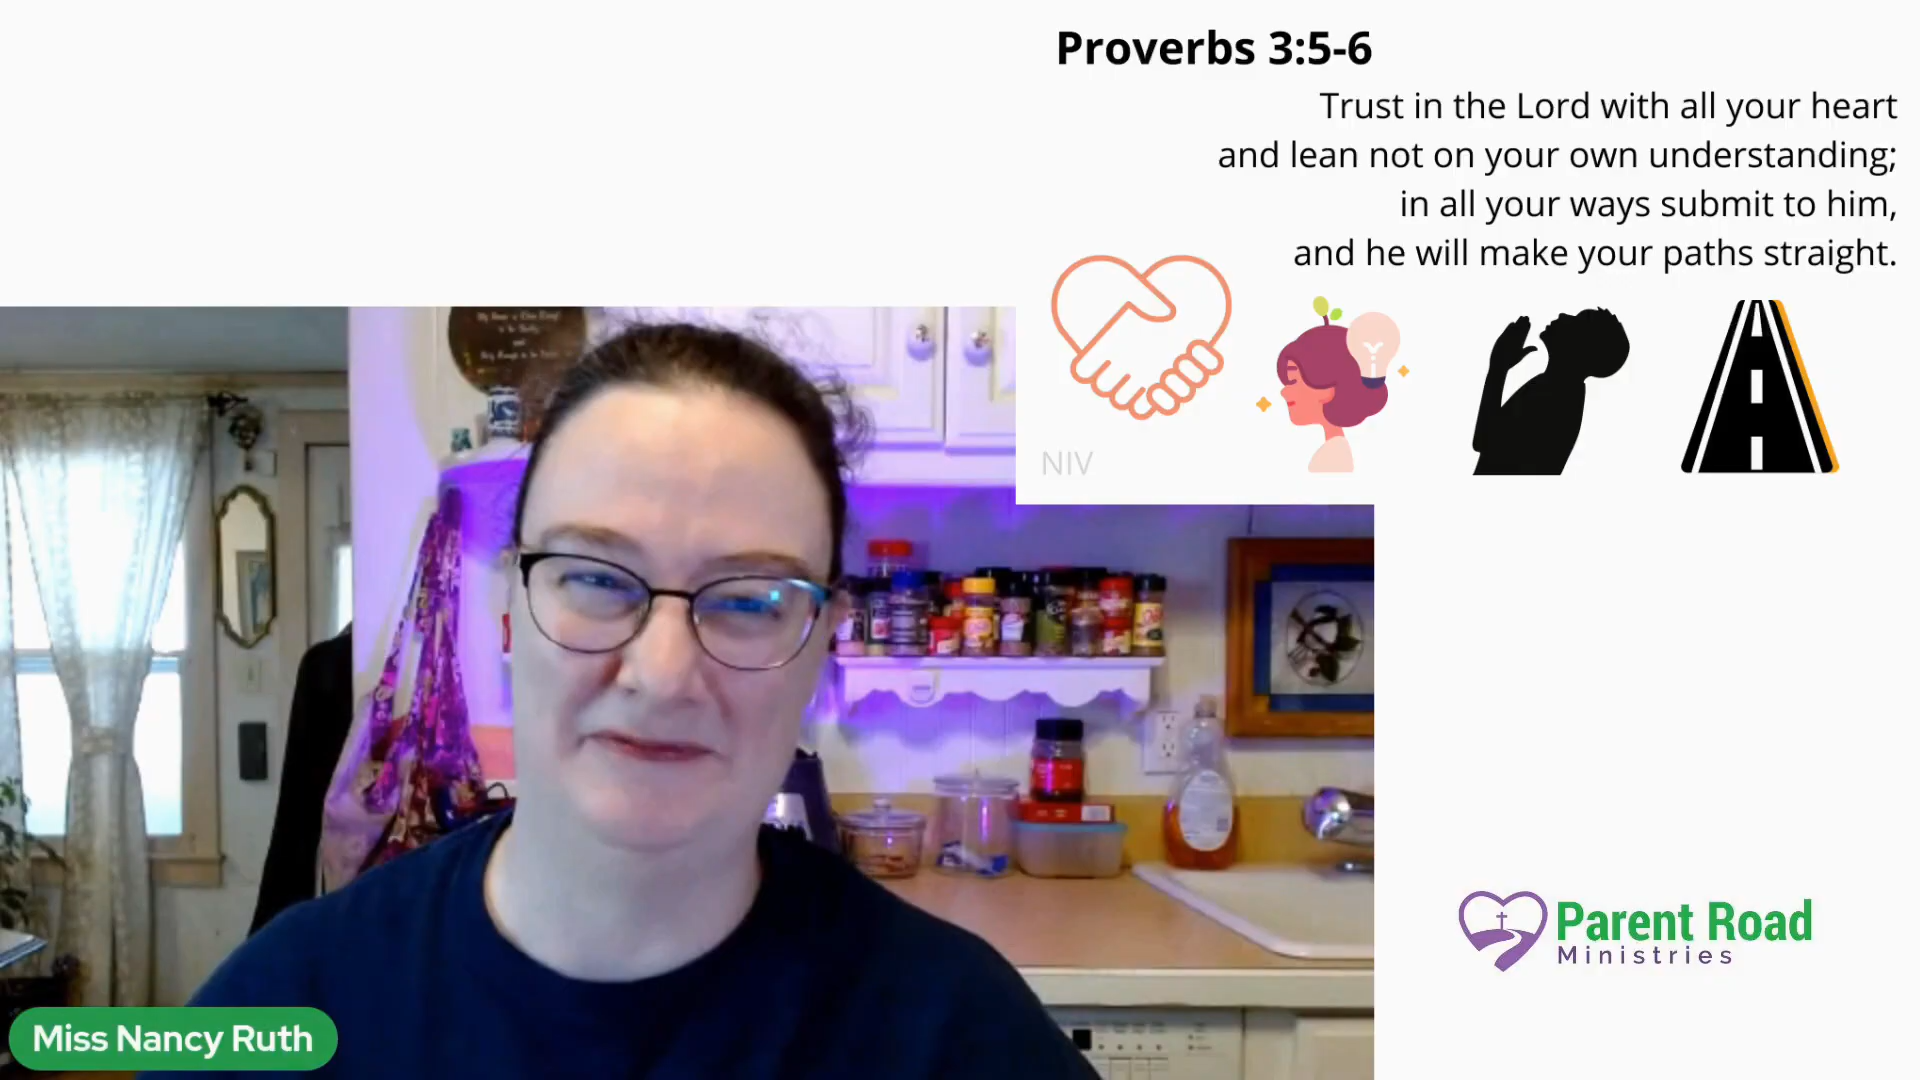 Proverbs 3:5-6
Trust in the Lord with all your heart
and lean not on your own understanding;
in all your ways submit to him,
and he will make your paths straight.
NIV
Parent Road
Ministries
Miss Nancy Ruth